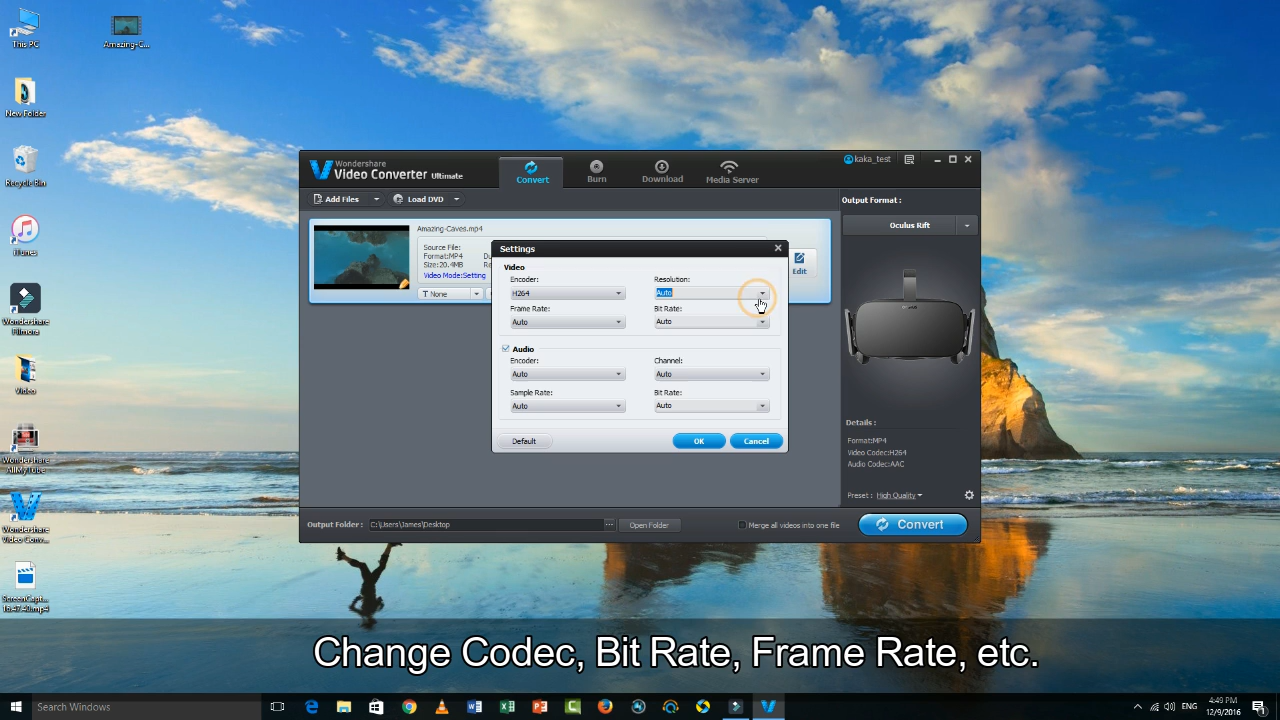 This PC
Amazing-C...
New Folder
Recycle Bin
iTunes
Wondershare
Filmora
Video
Wondershare
AllMyTube
Wondershare
Video Conv...
ScreenCapt...
16.47.40.mp4
Wondershare
Video Converter Ultimate
Convert
Burn
Download
Media Server
kaka_test
Add Files
Load DVD
Output Format :
Oculus Rift
Amazing-Caves.mp4
Source File:
Format:MP4
Size:20.4MB
Video Mode:Setting
T None
Edit
Settings
Video
Encoder:
Resolution:
H264
Auto
Frame Rate:
Bit Rate:
Auto
Auto
Audio
Encoder:
Channel:
Auto
Auto
Sample Rate:
Bit Rate:
Auto
Auto
Default
OK
Cancel
Details :
Format:MP4
Video Codec:H264
Audio Codec:AAC
Preset : High Quality
Output Folder :
C:\Users\James\Desktop
...
Open Folder
Merge all videos into one file
Convert
Change Codec, Bit Rate, Frame Rate, etc.
Search Windows
ENG
4:49 PM
12/9/2016